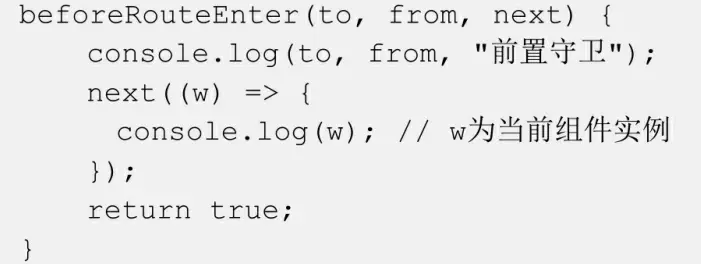 beforeRouteEnter(to, from, next) {
    console.log(to, from, "前置守卫");
    next((w) => {
      console.log(w); // w为当前组件实例
    });
    return true;
}